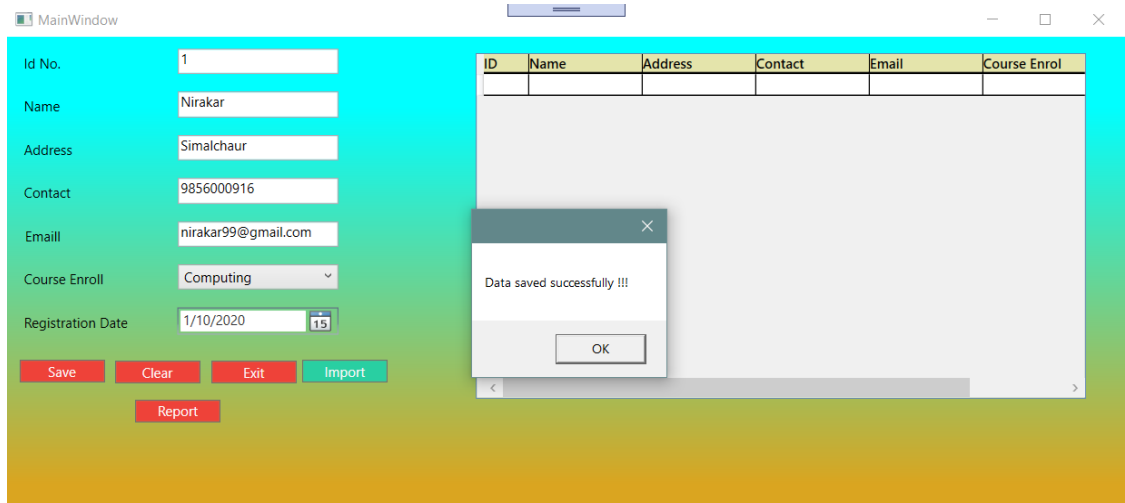 MainWindow
Id No. 1
Name Nirakar
Address Simalchaur
Contact 9856000916
Emaill nirakar99@gmail.com
Course Enroll Computing
Registration Date 1/10/2020 15
Save Clear Exit Import
Report
ID Name Address Contact Email Course Enrol
Data saved successfully !!!
OK